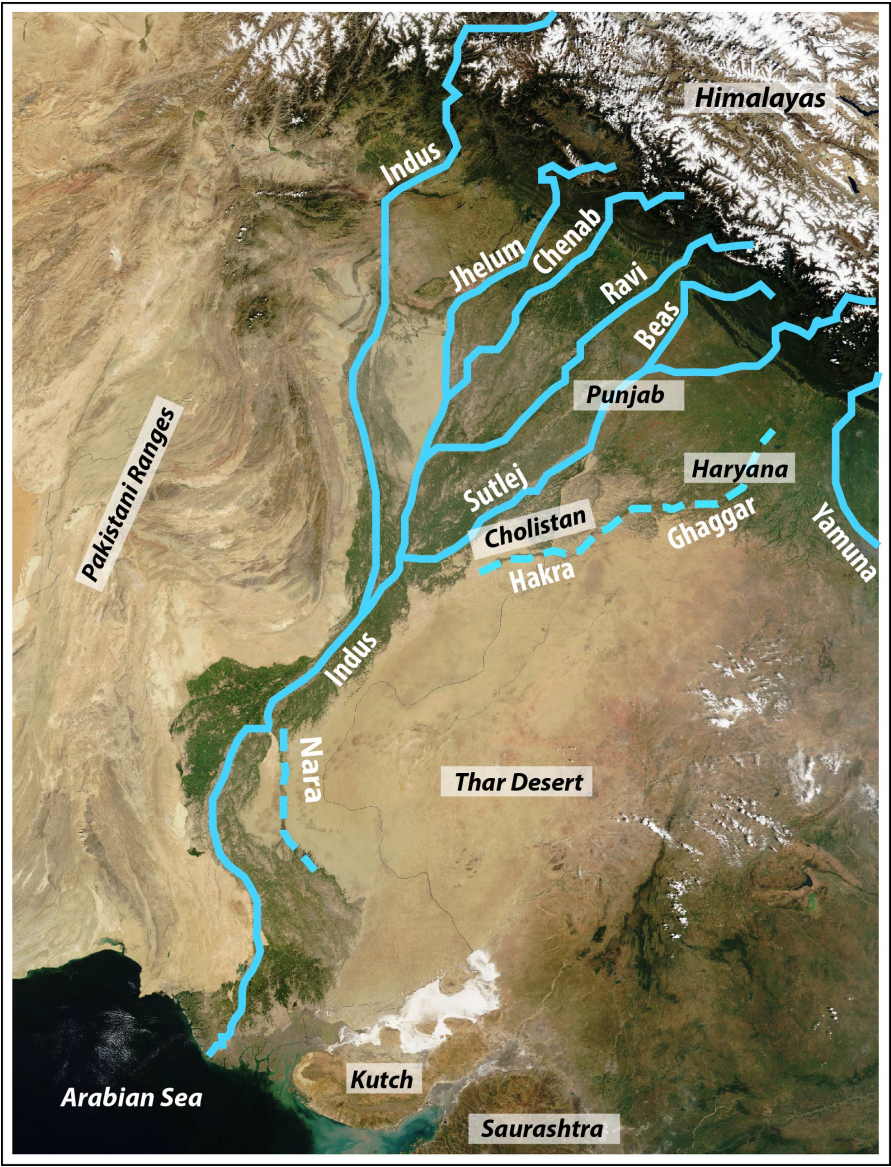 Himalayas
Indus
Jhelum
Chenab
Ravi
Beas
Punjab
Pakistani Ranges
Haryana
Sutlej
Cholistan
Ghaggar
Yamuna
Hakra
Indus
Nara
Thar Desert
Kutch
Arabian Sea
Saurashtra